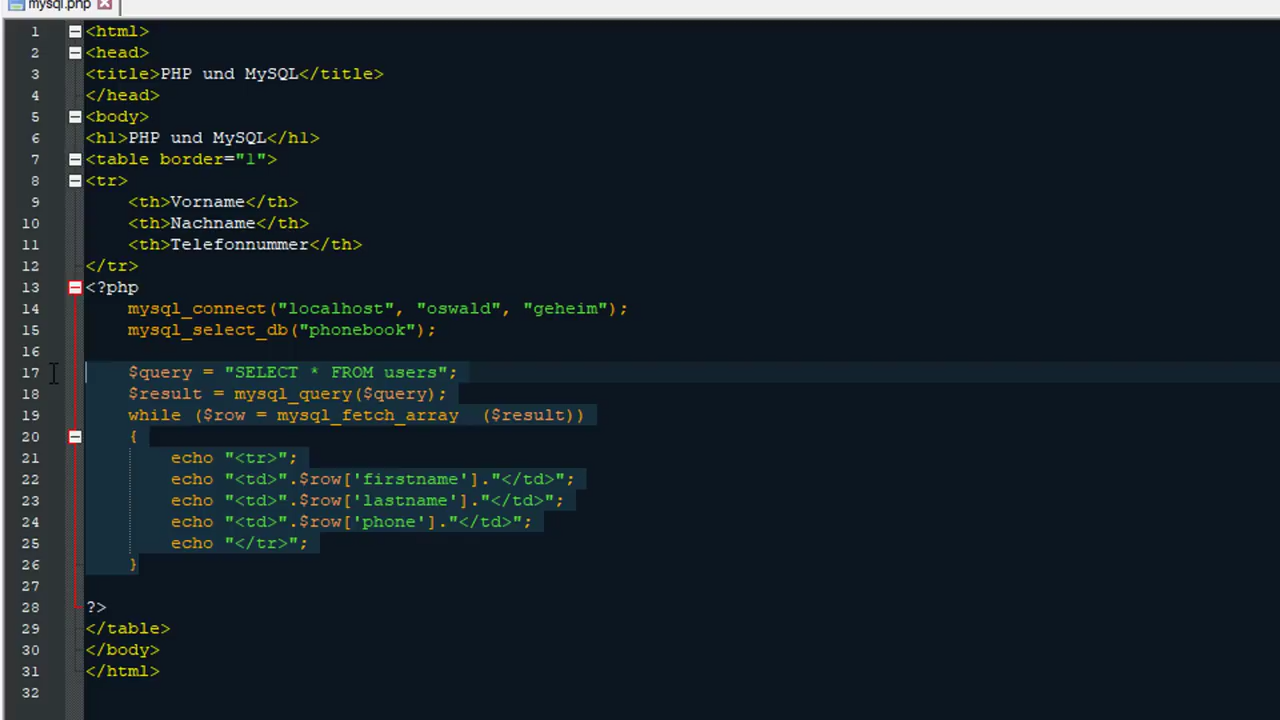 mysql.php
1 <html>
2 <head>
3 <title>PHP und MySQL</title>
4 </head>
5 <body>
6 <h1>PHP und MySQL</h1>
7 <table border="1">
8 <tr>
9 <th>Vorname</th>
10 <th>Nachname</th>
11 <th>Telefonnummer</th>
12 </tr>
13 <?php
14 mysql_connect("localhost", "oswald", "geheim");
15 mysql_select_db("phonebook");
16
17 $query = "SELECT * FROM users";
18 $result = mysql_query($query);
19 while ($row = mysql_fetch_array  ($result))
20 {
21 echo "<tr>";
22 echo "<td>".$row['firstname']."</td>";
23 echo "<td>".$row['lastname']."</td>";
24 echo "<td>".$row['phone']."</td>";
25 echo "</tr>";
26 }
27
28 ?>
29 </table>
30 </body>
31 </html>
32